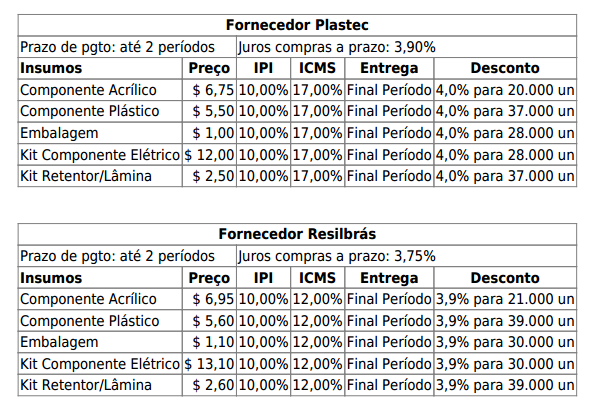 Fornecedor Plastec
Prazo de pgto: até 2 períodos Juros compras a prazo: 3,90%
Insumos Preço IPI ICMS Entrega Desconto
Componente Acrílico $ 6,75 10,00% 17,00% Final Período 4,0% para 20.000 un
Componente Plástico $ 5,50 10,00% 17,00% Final Período 4,0% para 37.000 un
Embalagem $ 1,00 10,00% 17,00% Final Período 4,0% para 28.000 un
Kit Componente Elétrico $ 12,00 10,00% 17,00% Final Período 4,0% para 28.000 un
Kit Retentor/Lâmina $ 2,50 10,00% 17,00% Final Período 4,0% para 37.000 un
Fornecedor Resilbrás
Prazo de pgto: até 2 períodos Juros compras a prazo: 3,75%
Insumos Preço IPI ICMS Entrega Desconto
Componente Acrílico $ 6,95 10,00% 12,00% Final Período 3,9% para 21.000 un
Componente Plástico $ 5,60 10,00% 12,00% Final Período 3,9% para 39.000 un
Embalagem $ 1,10 10,00% 12,00% Final Período 3,9% para 30.000 un
Kit Componente Elétrico $ 13,10 10,00% 12,00% Final Período 3,9% para 30.000 un
Kit Retentor/Lâmina $ 2,60 10,00% 12,00% Final Período 3,9% para 39.000 un